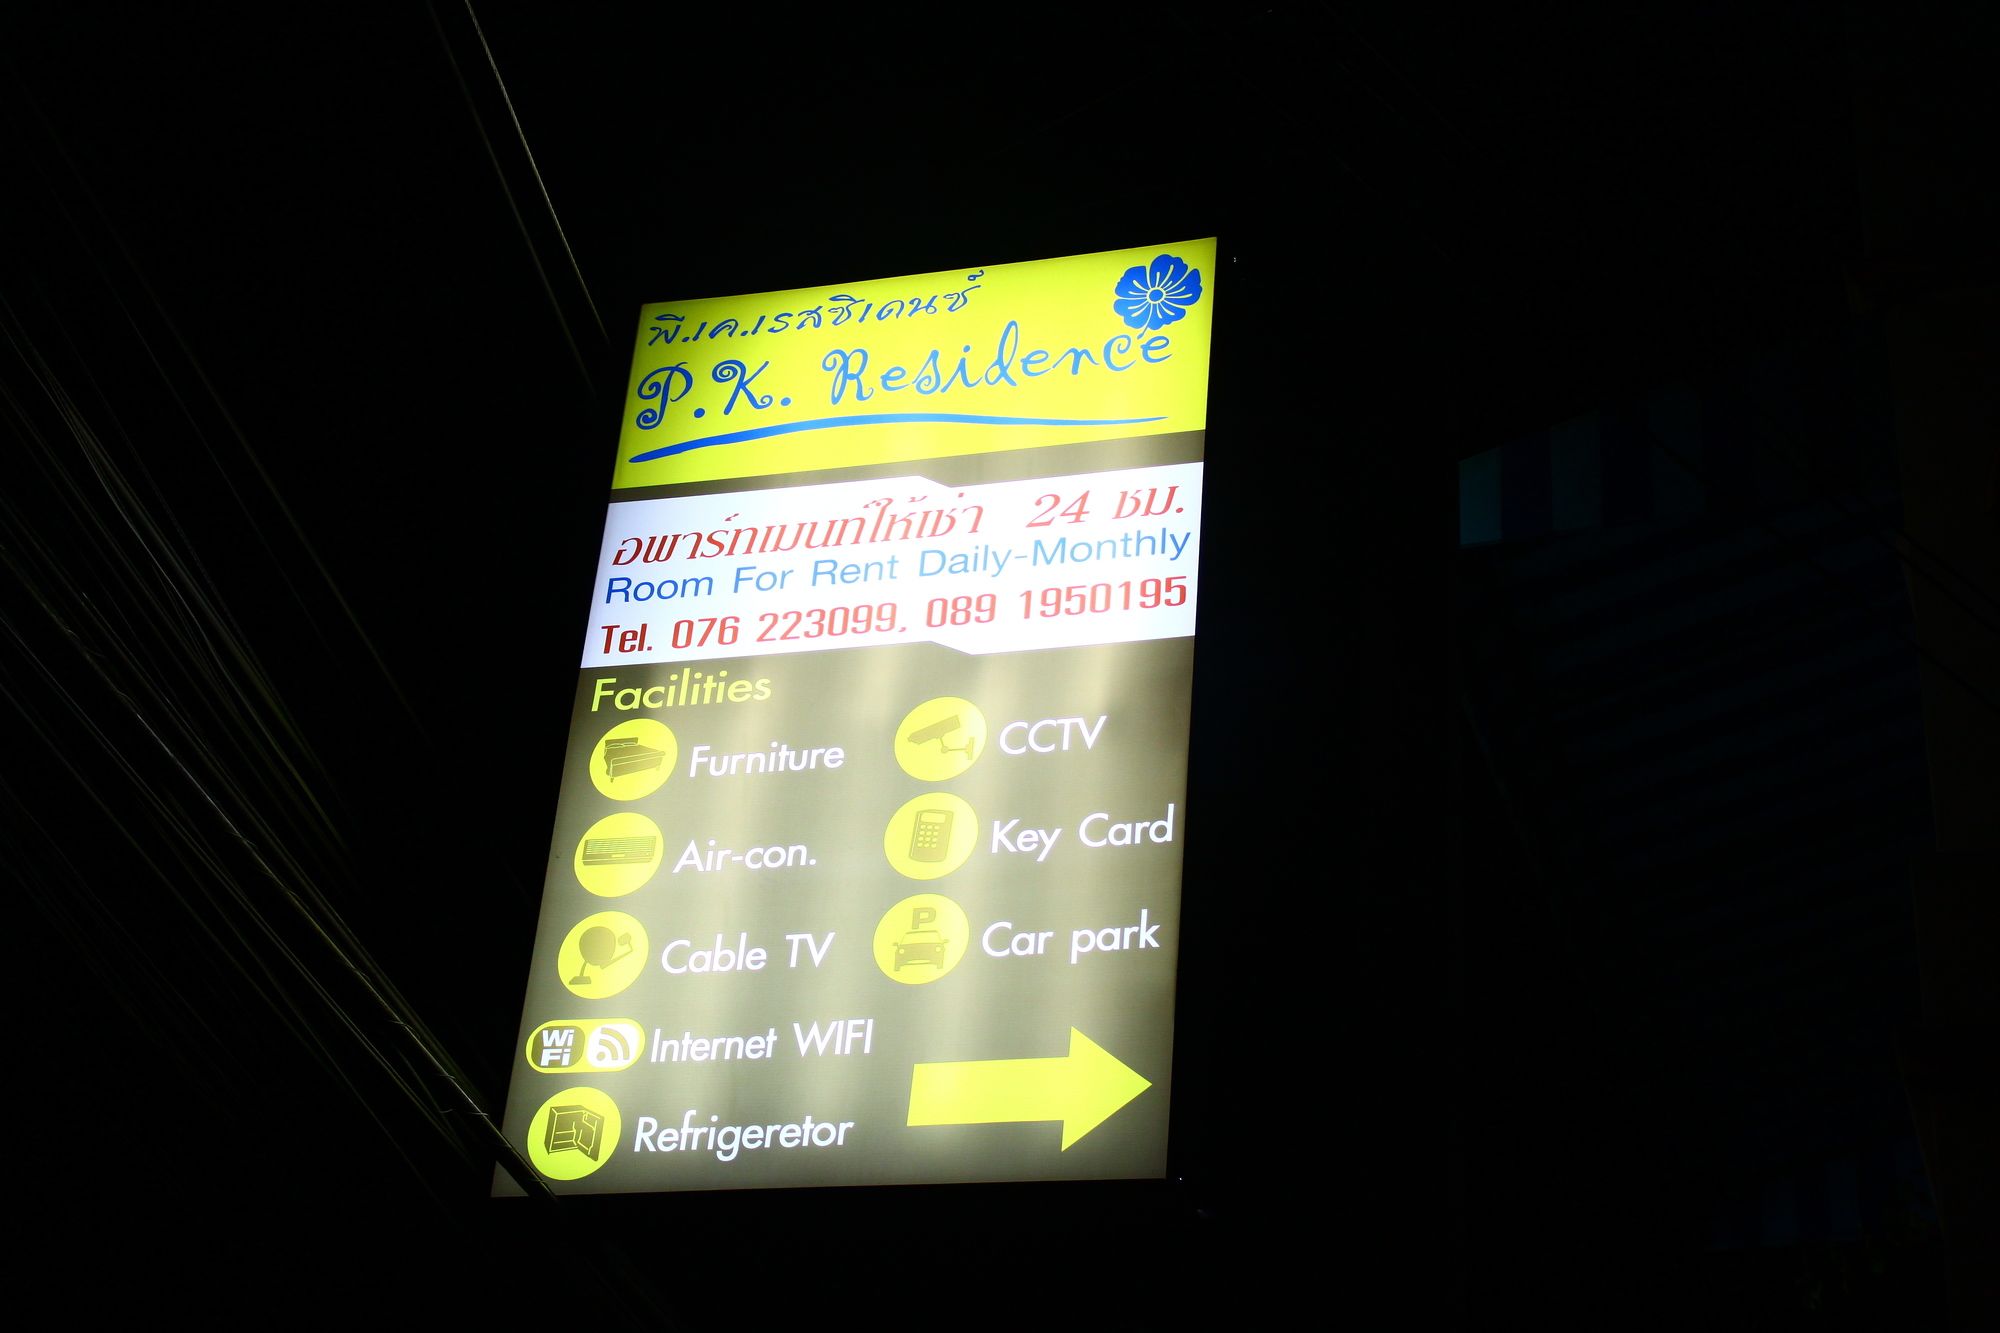 พี.เค.เรสซิเดนซ์
P.K. Residence
อพาร์ทเมนท์ให้เช่า 24 ชม.
Room For Rent Daily-Monthly
Tel. 076 223099, 089 1950195
Facilities
Furniture
Air-con.
Cable TV
WiFi Internet WIFI
Refrigeretor
CCTV
Key Card
P
Car park